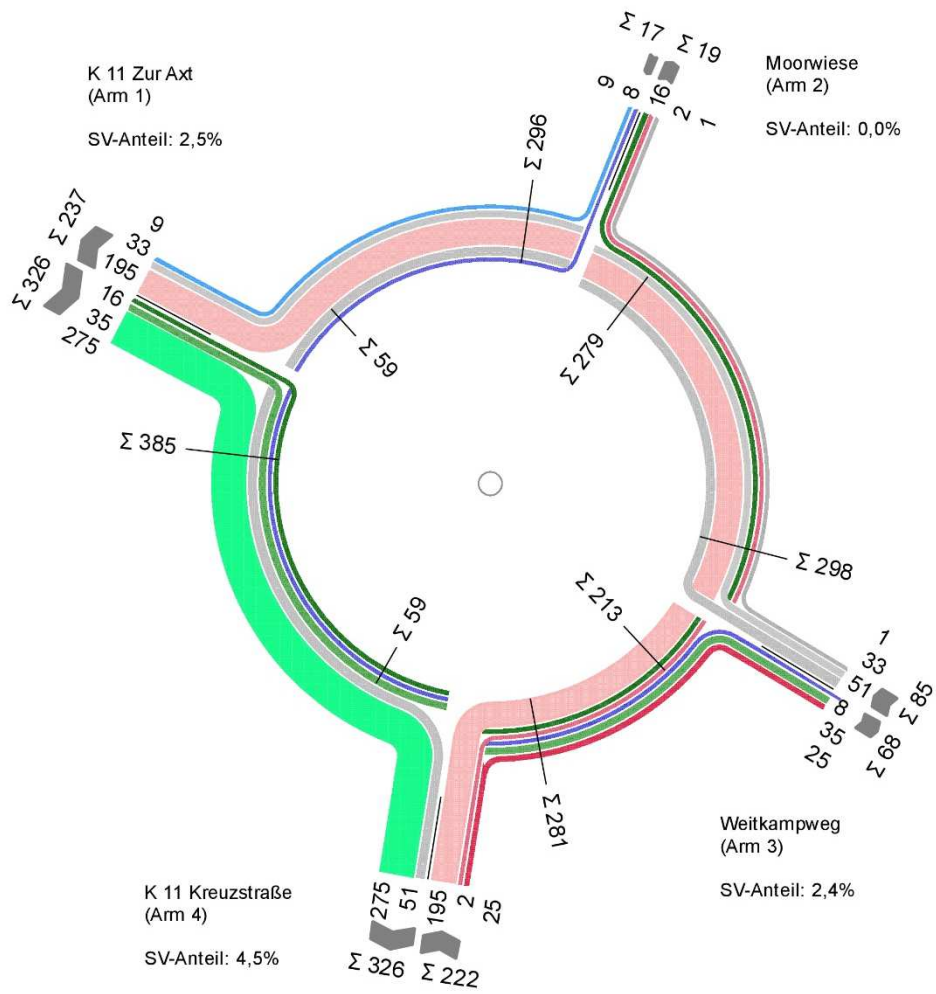 Σ 17
Σ 19
9
8
16
2
1
Moorwiese
(Arm 2)
SV-Anteil: 0,0%
K 11 Zur Axt
(Arm 1)
SV-Anteil: 2,5%
Σ 296
Σ 237
Σ 326
9
33
195
16
35
275
Σ 59
Σ 279
Σ 385
Σ 298
Σ 213
Σ 59
1
33
51
8
35
25
Σ 85
Σ 68
Σ 281
Weitkampweg
(Arm 3)
SV-Anteil: 2,4%
K 11 Kreuzstraße
(Arm 4)
SV-Anteil: 4,5%
275
51
195
2
25
Σ 326
Σ 222